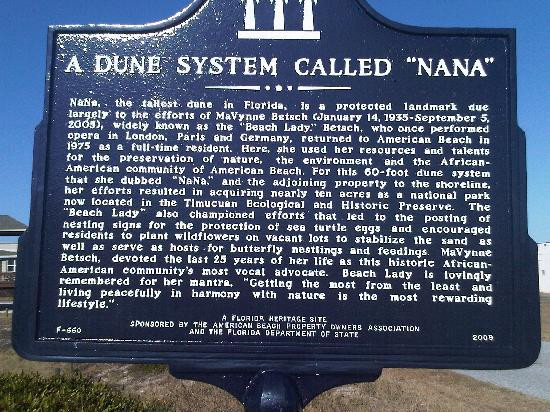 A DUNE SYSTEM CALLED "NANA"
NaNa, the tallest dune in Florida, is a protected landmark due
largely to the efforts of MaVynne Betsch (January 14, 1935-September 5,
2005), widely known as the "Beach Lady." Betsch, who once performed
opera in London, Paris and Germany, returned to American Beach in
1975 as a full-time resident. Here, she used her resources and talents
for the preservation of nature, the environment and the African-
American community of American Beach. For this 60-foot dune system
that she dubbed "NaNa," and the adjoining property to the shoreline,
her efforts resulted in acquiring nearly ten acres as a national park
now located in the Timucuan Ecological and Historic Preserve. The
"Beach Lady" also championed efforts that led to the posting of
nesting signs for the protection of sea turtle eggs and encouraged
residents to plant wildflowers on vacant lots to stabilize the sand as
well as serve as hosts for butterfly nestlings and feedings. MaVynne
Betsch, devoted the last 25 years of her life as this historic African-
American community's most vocal advocate. Beach Lady is lovingly
remembered for her mantra, "Getting the most from the least and
living peacefully in harmony with nature is the most rewarding
lifestyle."
A FLORIDA HERITAGE SITE
SPONSORED BY THE AMERICAN BEACH PROPERTY OWNERS ASSOCIATION
F-660 AND THE FLORIDA DEPARTMENT OF STATE 2008